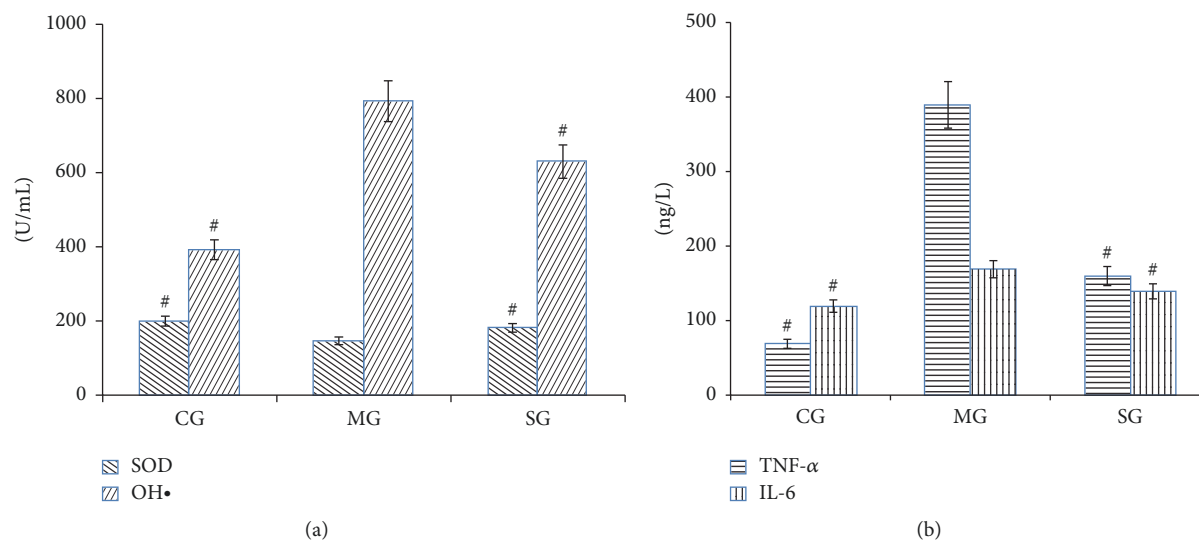 1000
800
600
400
200
0
(U/mL)
# # # #
CG MG SG
SOD
OH•
(a)
500
400
300
200
100
0
(ng/L)
# # # #
CG MG SG
TNF-α
IL-6
(b)